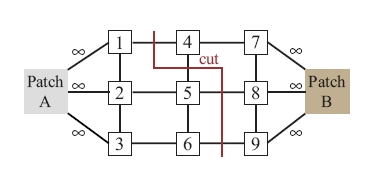 1 4 7
∞ ∞
cut
Patch
A
∞ 2 5 8 ∞
Patch
B
∞ ∞
3 6 9